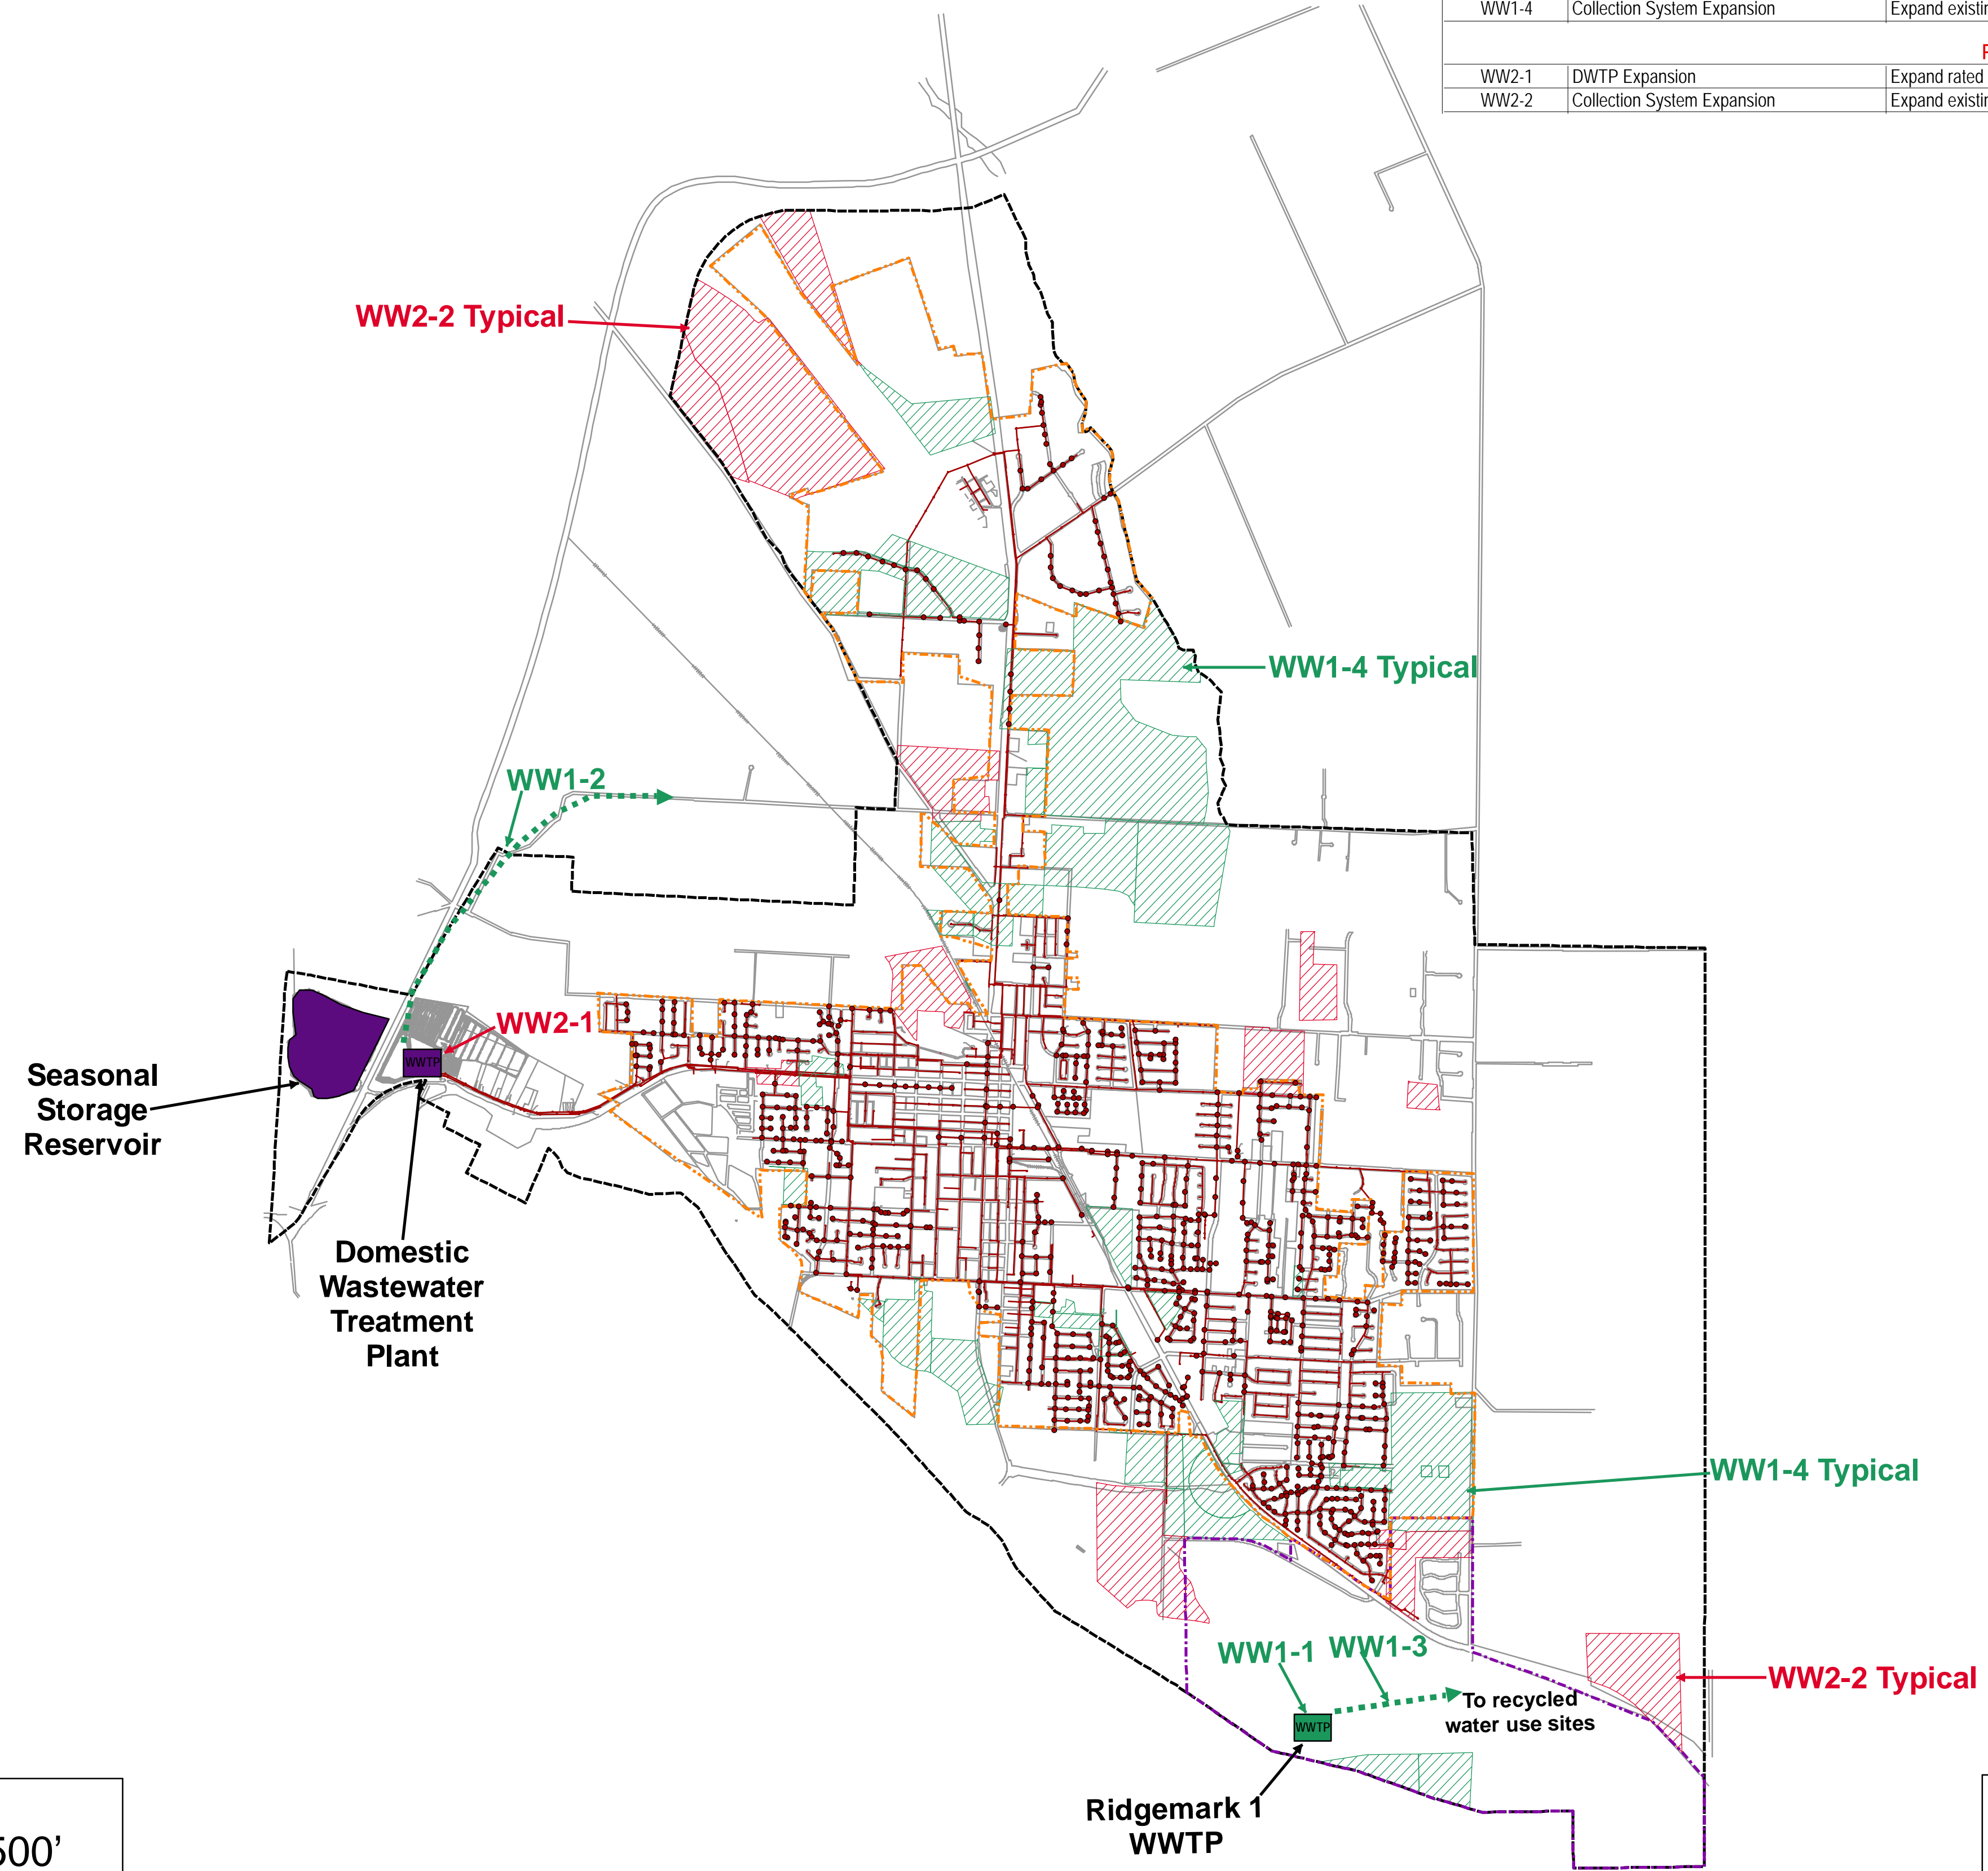 WW1-4 Collection System Expansion Expand existin
WW2-1 DWTP Expansion Expand rated
WW2-2 Collection System Expansion Expand existin
WW2-2 Typical
WW1-4 Typical
WW1-2
WW2-1
WWTP
Seasonal
Storage
Reservoir
Domestic
Wastewater
Treatment
Plant
WW1-4 Typical
WW1-1 WW1-3
To recycled
water use sites
WWTP
WW2-2 Typical
Ridgemark 1
WWTP
500’